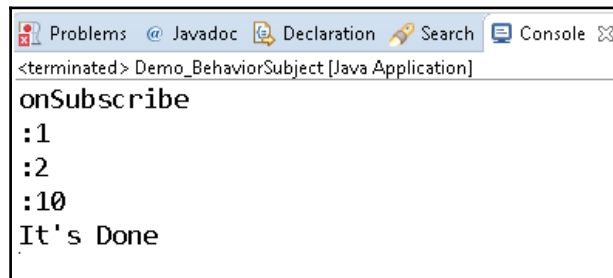 Problems @ Javadoc Declaration Search Console
<terminated> Demo_BehaviorSubject [Java Application]
onSubscribe
:1
:2
:10
It's Done